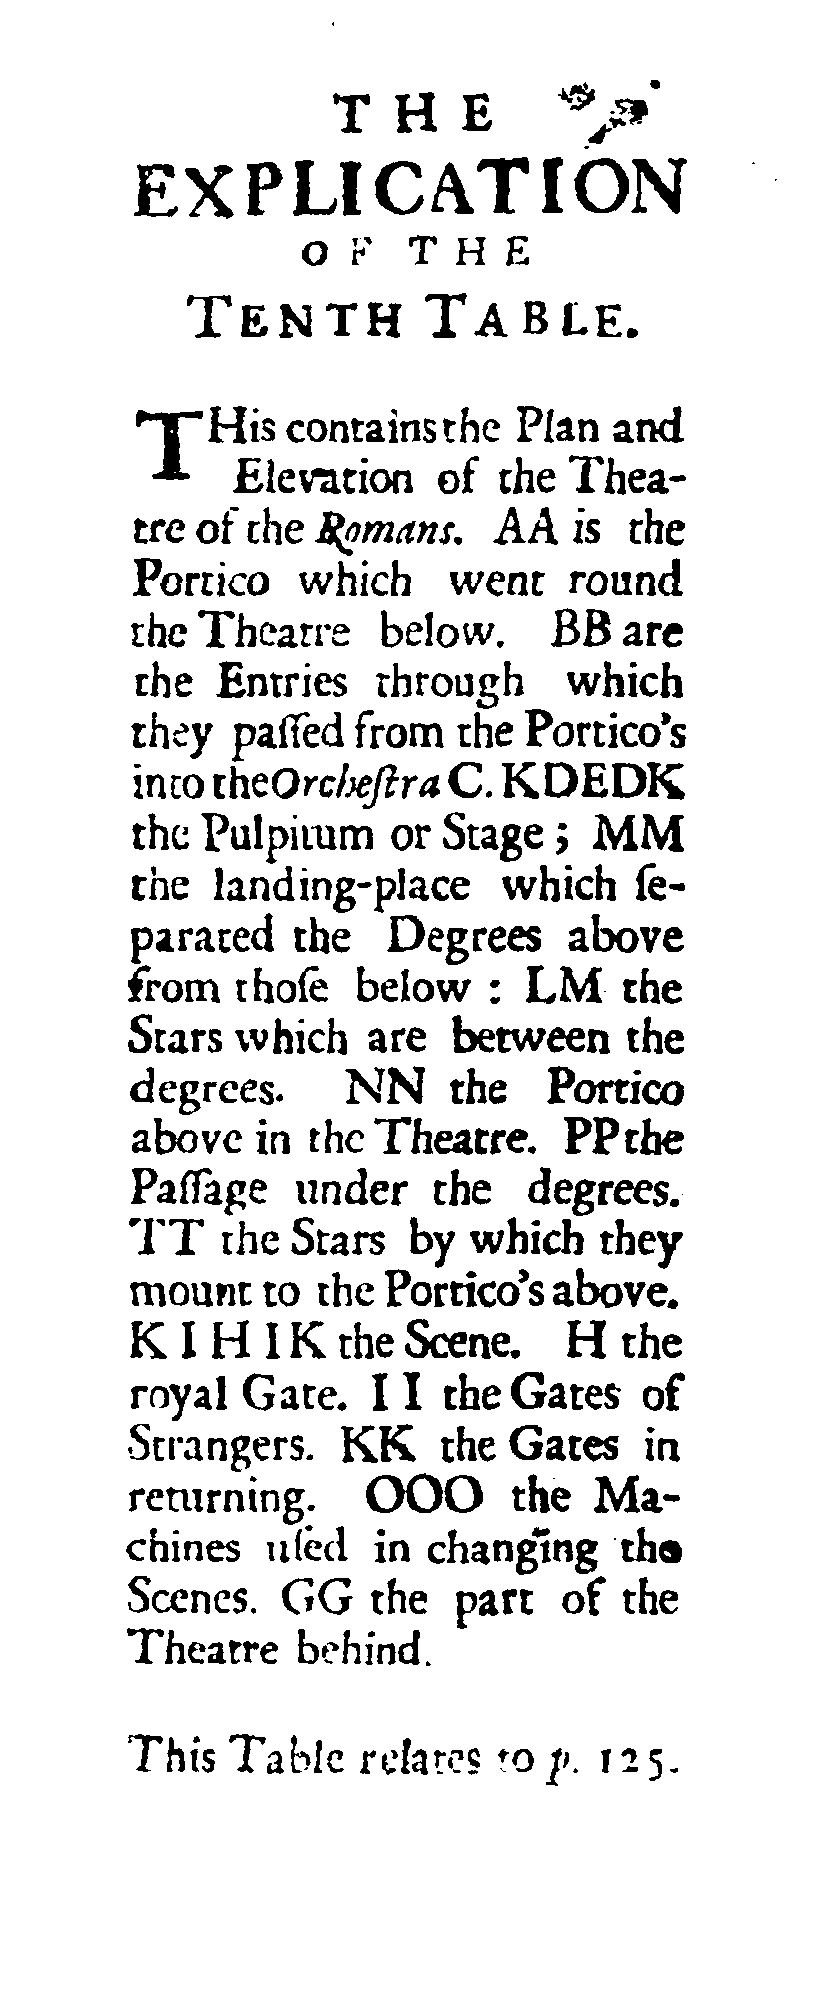 THE
EXPLICATION
OF THE
TENTH TABLE.
THis contains the Plan and
Elevation of the Thea-
tre of the Romans. AA is the
Portico which went round
the Theatre below. BB are
the Entries through which
they paſſed from the Portico's
into the Orcheſtra C. KDEDK
the Pulpitum or Stage; MM
the landing-place which ſe-
parated the Degrees above
from thoſe below: LM the
Stars which are between the
degrees. NN the Portico
above in the Theatre. PP the
Paſſage under the degrees.
TT the Stars by which they
mount to the Portico's above.
K I H I K the Scene. H the
royal Gate. I I the Gates of
Strangers. KK the Gates in
returning. OOO the Ma-
chines uſed in changing the
Scenes. GG the part of the
Theatre behind.
This Table relates to p. 125.